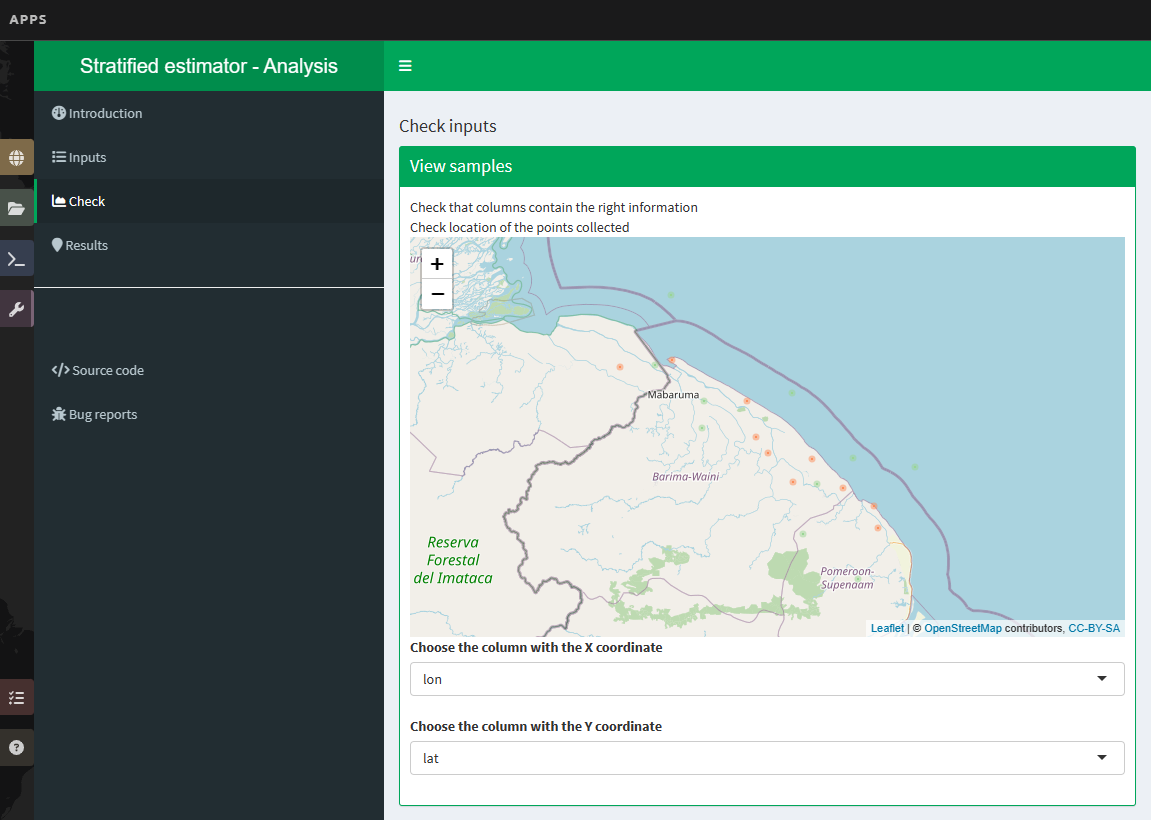 APPS
Stratified estimator - Analysis
Introduction
Inputs
Check
Results
Source code
Bug reports
Check inputs
View samples
Check that columns contain the right information
Check location of the points collected
+
−
Mabaruma
Barima-Waini
Reserva
Forestal
del Imataca
Pomeroon-
Supenaam
Leaflet | © OpenStreetMap contributors, CC-BY-SA
Choose the column with the X coordinate
lon
Choose the column with the Y coordinate
lat